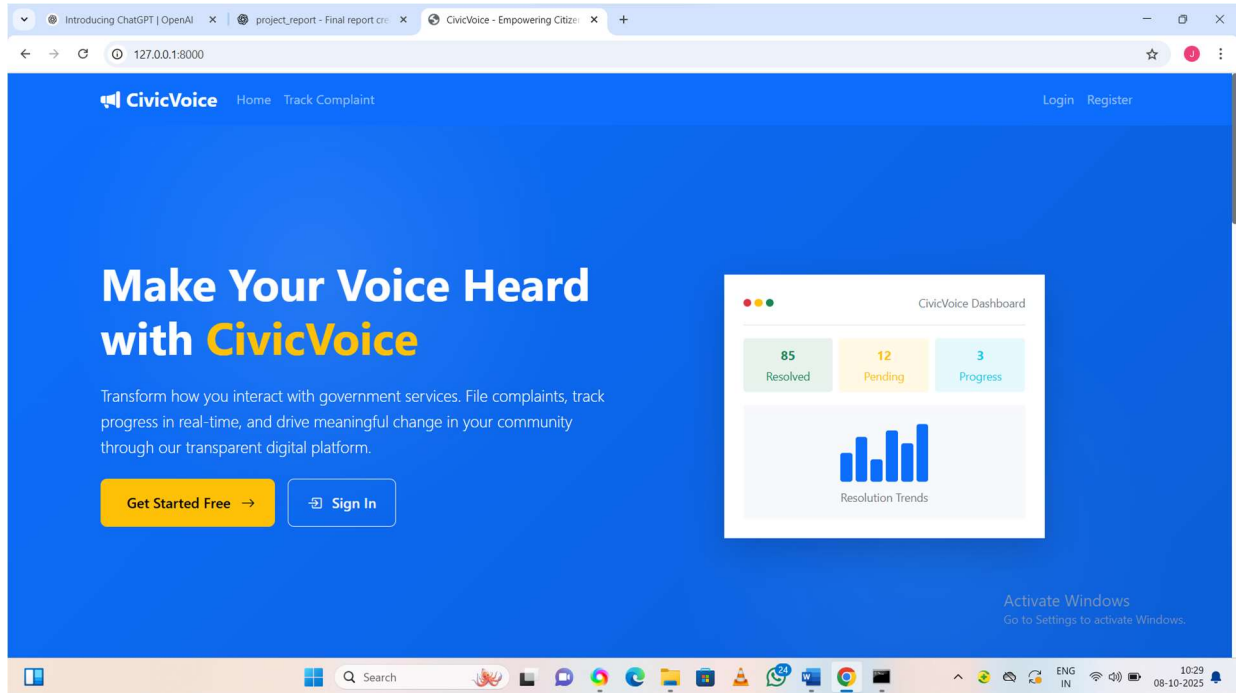 Introducing ChatGPT | OpenAI
project_report - Final report cre
CivicVoice - Empowering Citize
127.0.0.1:8000
J
CivicVoice Home Track Complaint Login Register
Make Your Voice Heard
with CivicVoice
Transform how you interact with government services. File complaints, track
progress in real-time, and drive meaningful change in your community
through our transparent digital platform.
Get Started Free → Sign In
CivicVoice Dashboard
85 12 3
Resolved Pending Progress
Resolution Trends
Activate Windows
Go to Settings to activate Windows.
Search
24
W
ENG
IN
10:29
08-10-2025